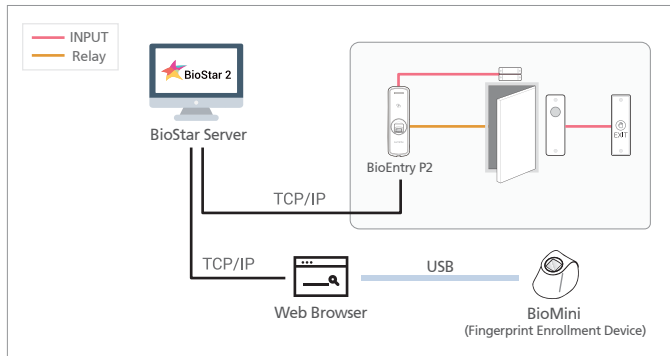 INPUT
Relay
BioStar 2
BioStar Server
BioEntry P2
EXIT
TCP/IP
TCP/IP
USB
Web Browser
BioMini
(Fingerprint Enrollment Device)